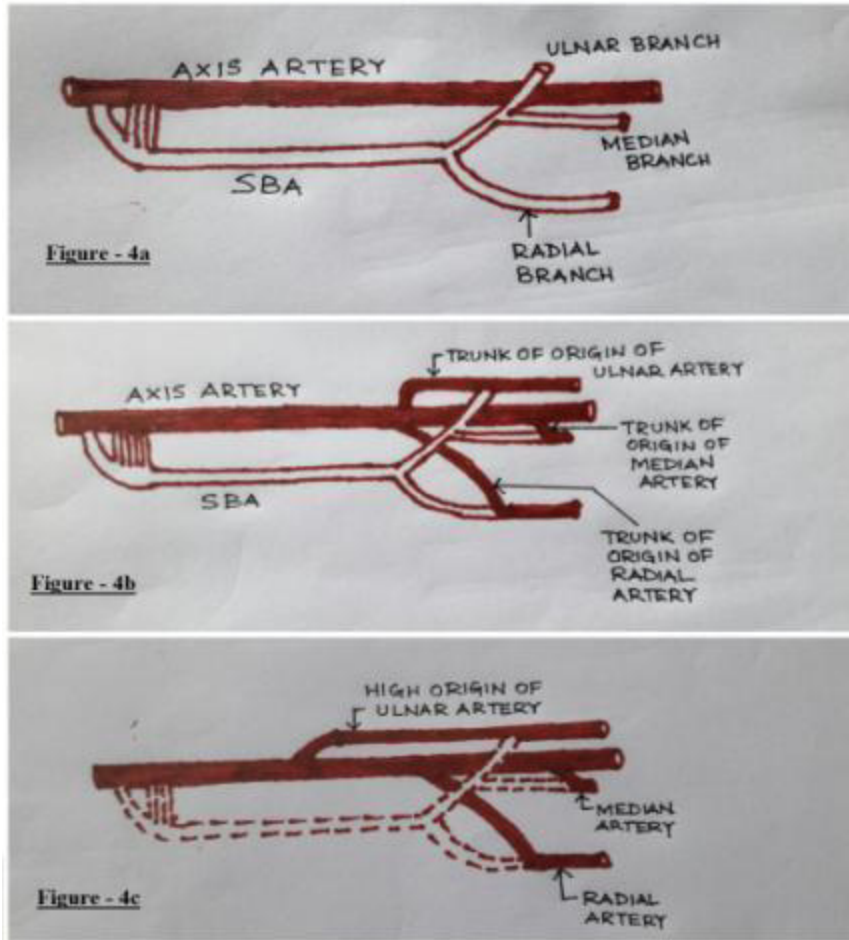 ULNAR BRANCH
AXIS ARTERY
MEDIAN
BRANCH
SBA
RADIAL
BRANCH
Figure - 4a
TRUNK OF ORIGIN OF
ULNAR ARTERY
AXIS ARTERY
TRUNK OF
ORIGIN OF
MEDIAN
ARTERY
SBA
TRUNK OF
ORIGIN OF
RADIAL
ARTERY
Figure - 4b
HIGH ORIGIN OF
ULNAR ARTERY
MEDIAN
ARTERY
RADIAL
ARTERY
Figure - 4c